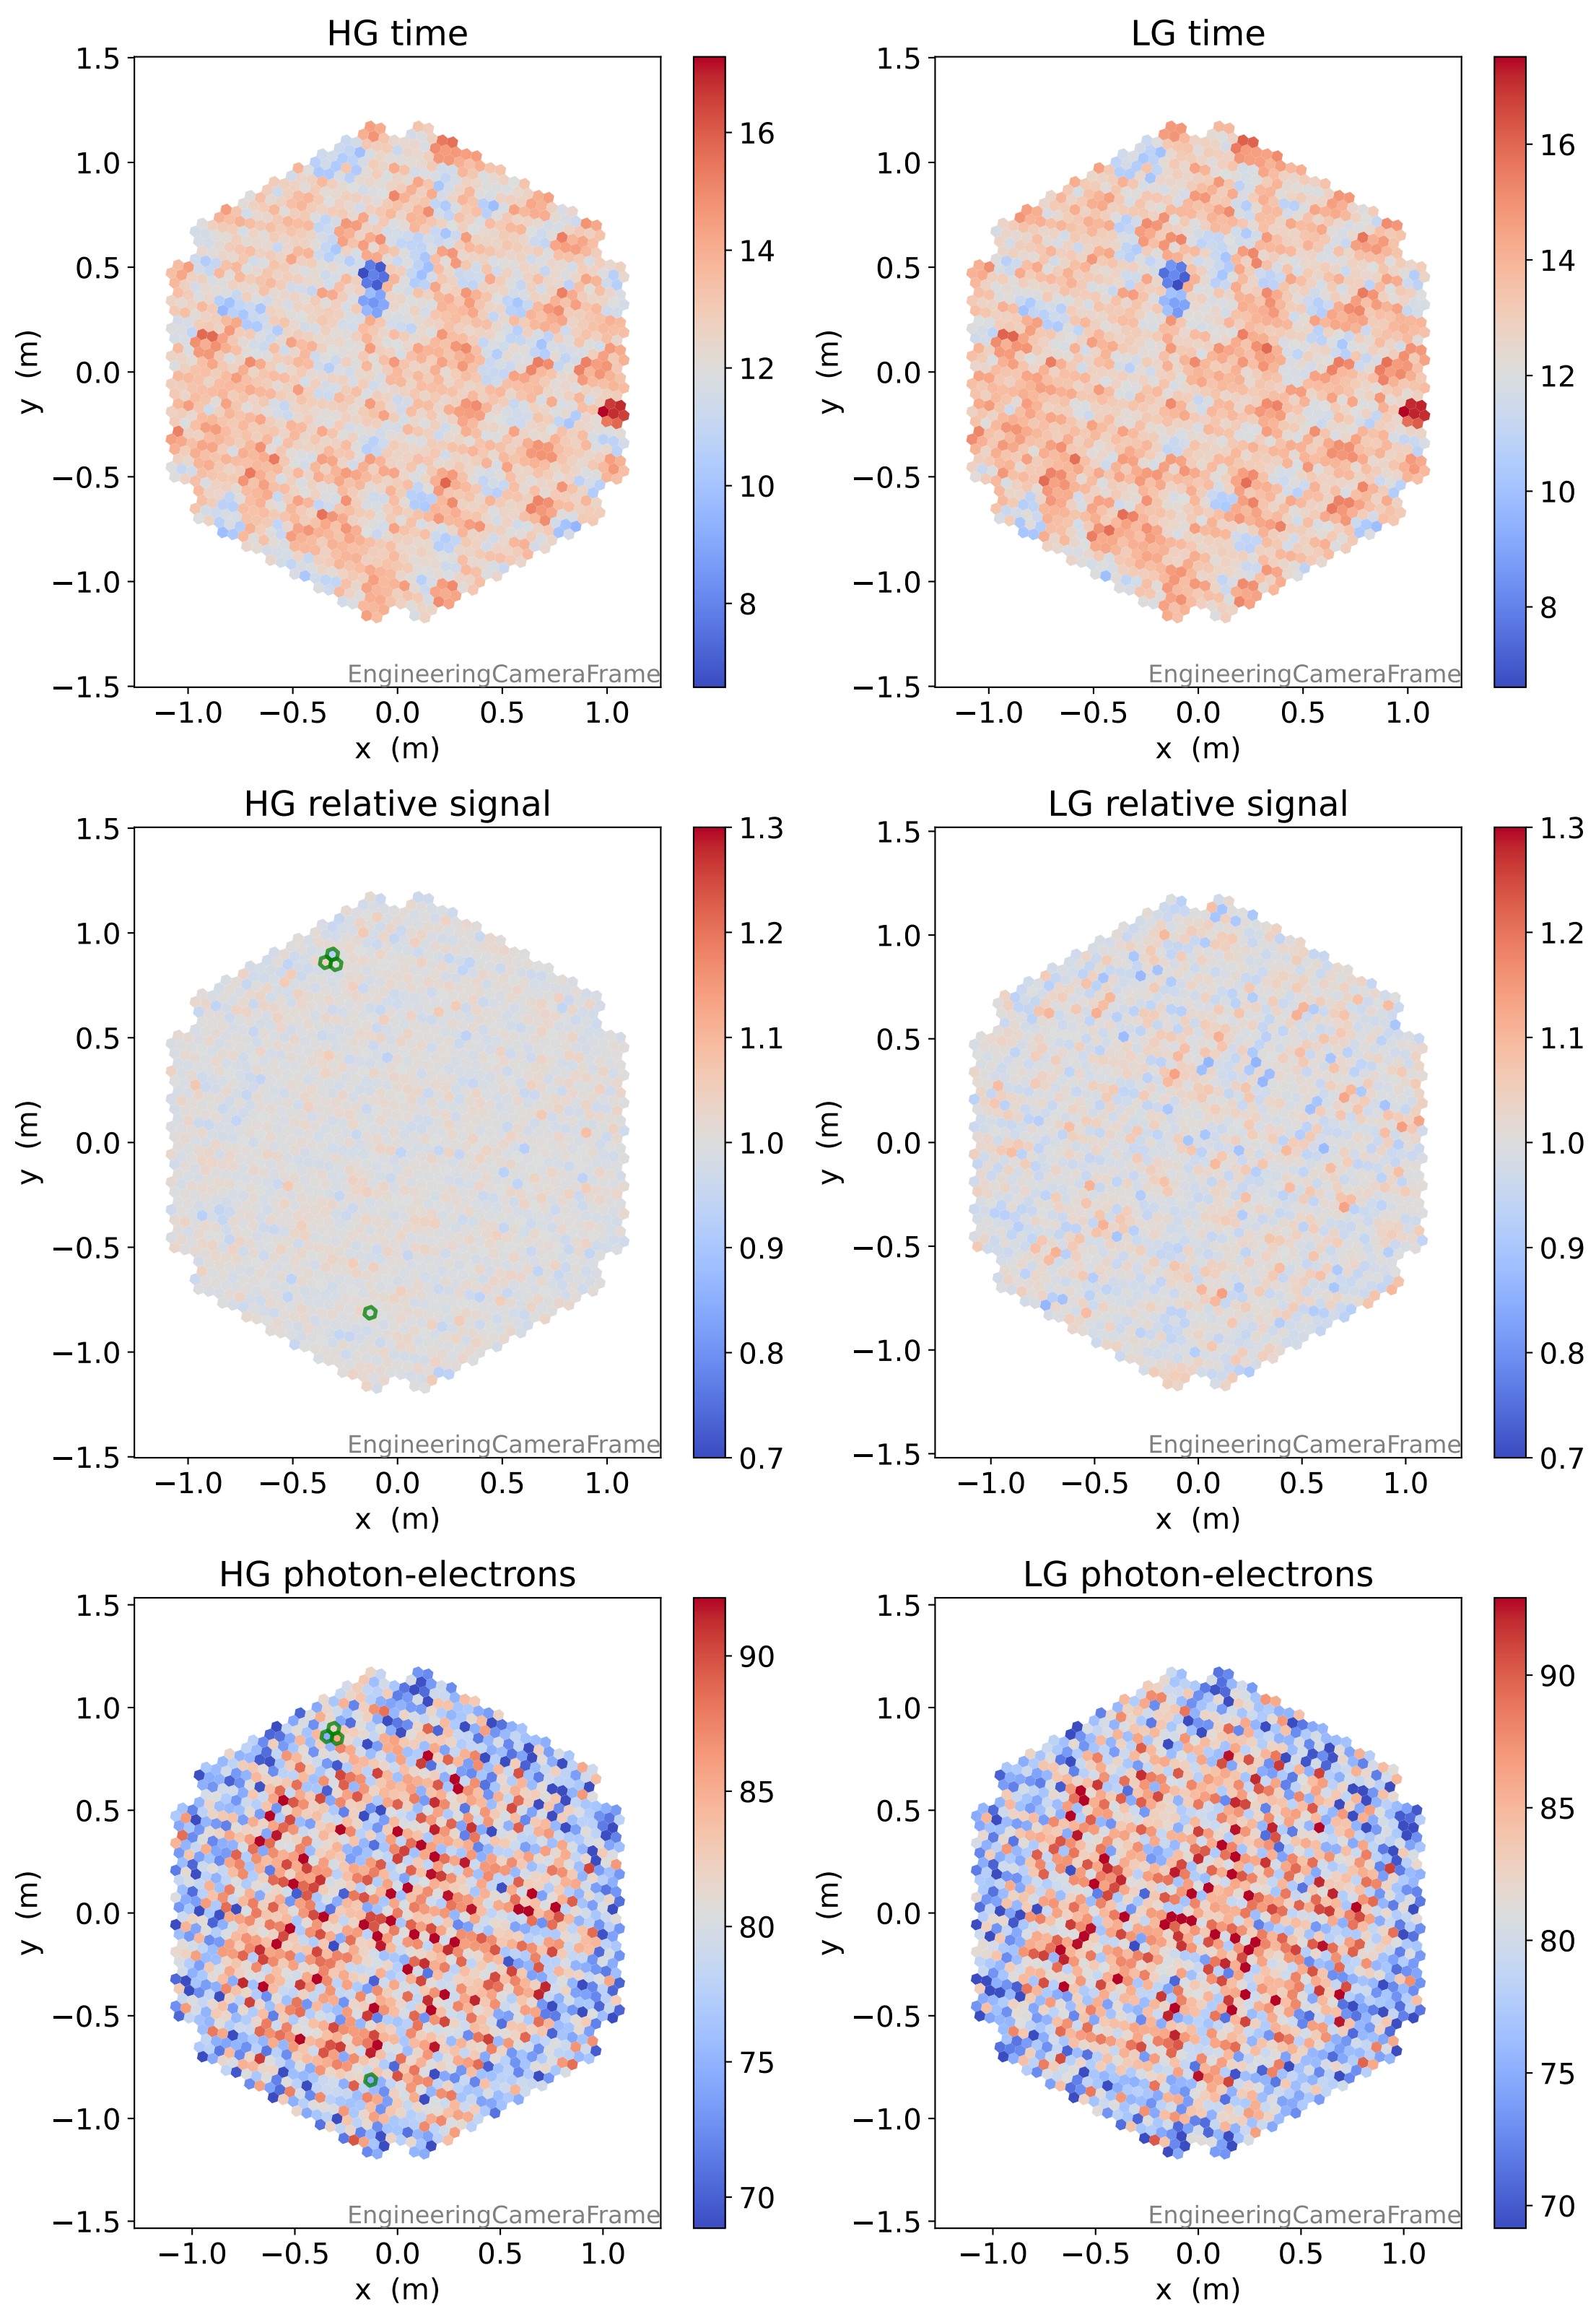 HG time
LG time
1.5
1.0
0.5
0.0
−0.5
−1.0
−1.5
y (m)
−1.0 −0.5 0.0 0.5 1.0
x (m)
EngineeringCameraFrame
16
14
12
10
8
1.5
1.0
0.5
0.0
−0.5
−1.0
−1.5
y (m)
−1.0 −0.5 0.0 0.5 1.0
x (m)
EngineeringCameraFrame
16
14
12
10
8
HG relative signal
LG relative signal
1.5
1.0
0.5
0.0
−0.5
−1.0
−1.5
y (m)
−1.0 −0.5 0.0 0.5 1.0
x (m)
EngineeringCameraFrame
1.3
1.2
1.1
1.0
0.9
0.8
0.7
1.5
1.0
0.5
0.0
−0.5
−1.0
−1.5
y (m)
−1.0 −0.5 0.0 0.5 1.0
x (m)
EngineeringCameraFrame
1.3
1.2
1.1
1.0
0.9
0.8
0.7
HG photon-electrons
LG photon-electrons
1.5
1.0
0.5
0.0
−0.5
−1.0
−1.5
y (m)
−1.0 −0.5 0.0 0.5 1.0
x (m)
EngineeringCameraFrame
90
85
80
75
70
1.5
1.0
0.5
0.0
−0.5
−1.0
−1.5
y (m)
−1.0 −0.5 0.0 0.5 1.0
x (m)
EngineeringCameraFrame
90
85
80
75
70